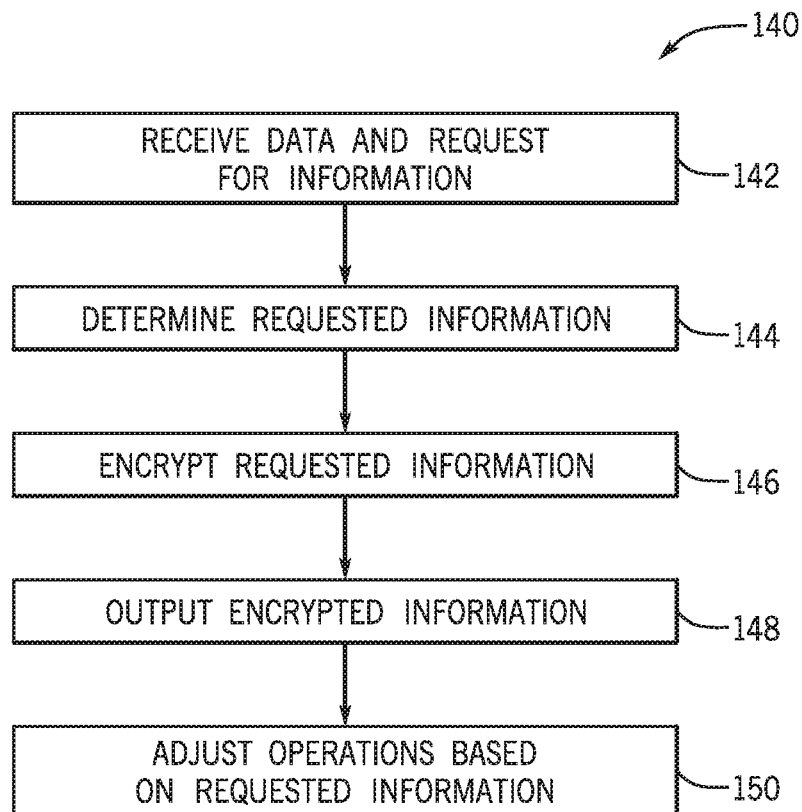 140
RECEIVE DATA AND REQUEST
FOR INFORMATION
142
DETERMINE REQUESTED INFORMATION
144
ENCRYPT REQUESTED INFORMATION
146
OUTPUT ENCRYPTED INFORMATION
148
ADJUST OPERATIONS BASED
ON REQUESTED INFORMATION
150